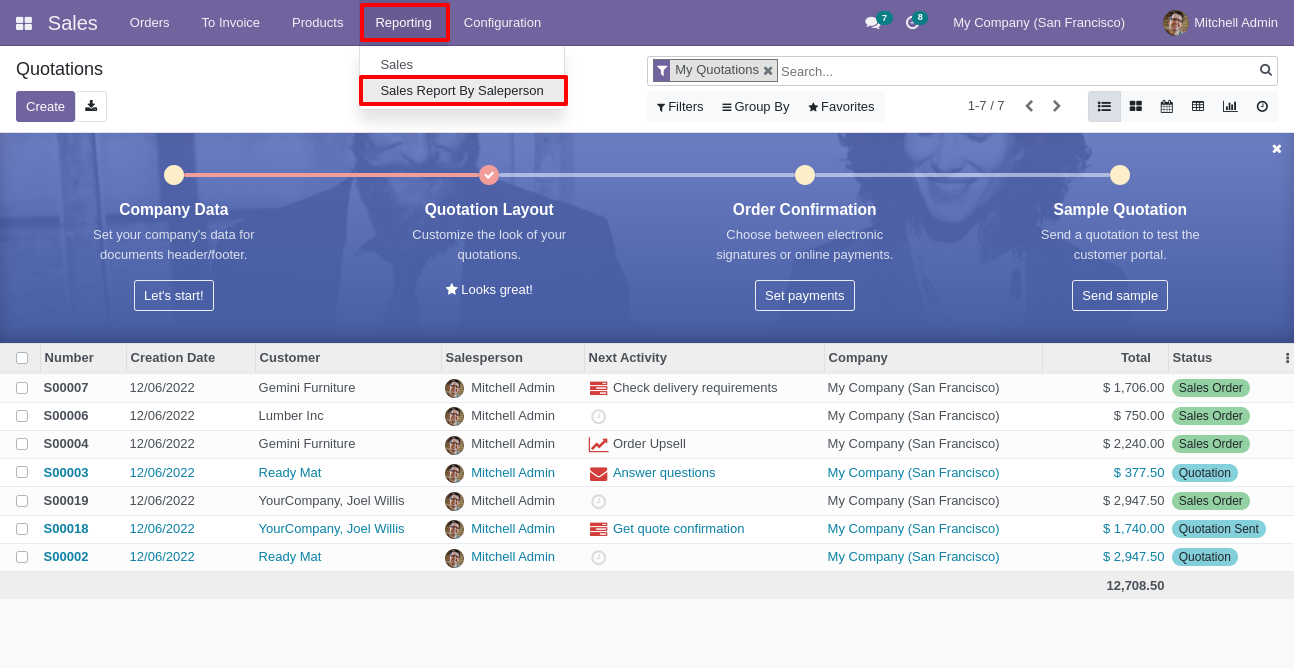 Sales Orders To Invoice Products Reporting Configuration 7 8 My Company (San Francisco) Mitchell Admin
Quotations
Sales
Sales Report By Saleperson
My Quotations Search...
Create
Filters Group By Favorites 1-7 / 7
Company Data Quotation Layout Order Confirmation Sample Quotation
Set your company's data for Customize the look of your Choose between electronic Send a quotation to test the
documents header/footer. quotations. signatures or online payments. customer portal.
Let's start! Looks great! Set payments Send sample
Number Creation Date Customer Salesperson Next Activity Company Total Status
S00007 12/06/2022 Gemini Furniture Mitchell Admin Check delivery requirements My Company (San Francisco) $ 1,706.00 Sales Order
S00006 12/06/2022 Lumber Inc Mitchell Admin My Company (San Francisco) $ 750.00 Sales Order
S00004 12/06/2022 Gemini Furniture Mitchell Admin Order Upsell My Company (San Francisco) $ 2,240.00 Sales Order
S00003 12/06/2022 Ready Mat Mitchell Admin Answer questions My Company (San Francisco) $ 377.50 Quotation
S00019 12/06/2022 YourCompany, Joel Willis Mitchell Admin My Company (San Francisco) $ 2,947.50 Sales Order
S00018 12/06/2022 YourCompany, Joel Willis Mitchell Admin Get quote confirmation My Company (San Francisco) $ 1,740.00 Quotation Sent
S00002 12/06/2022 Ready Mat Mitchell Admin My Company (San Francisco) $ 2,947.50 Quotation
12,708.50